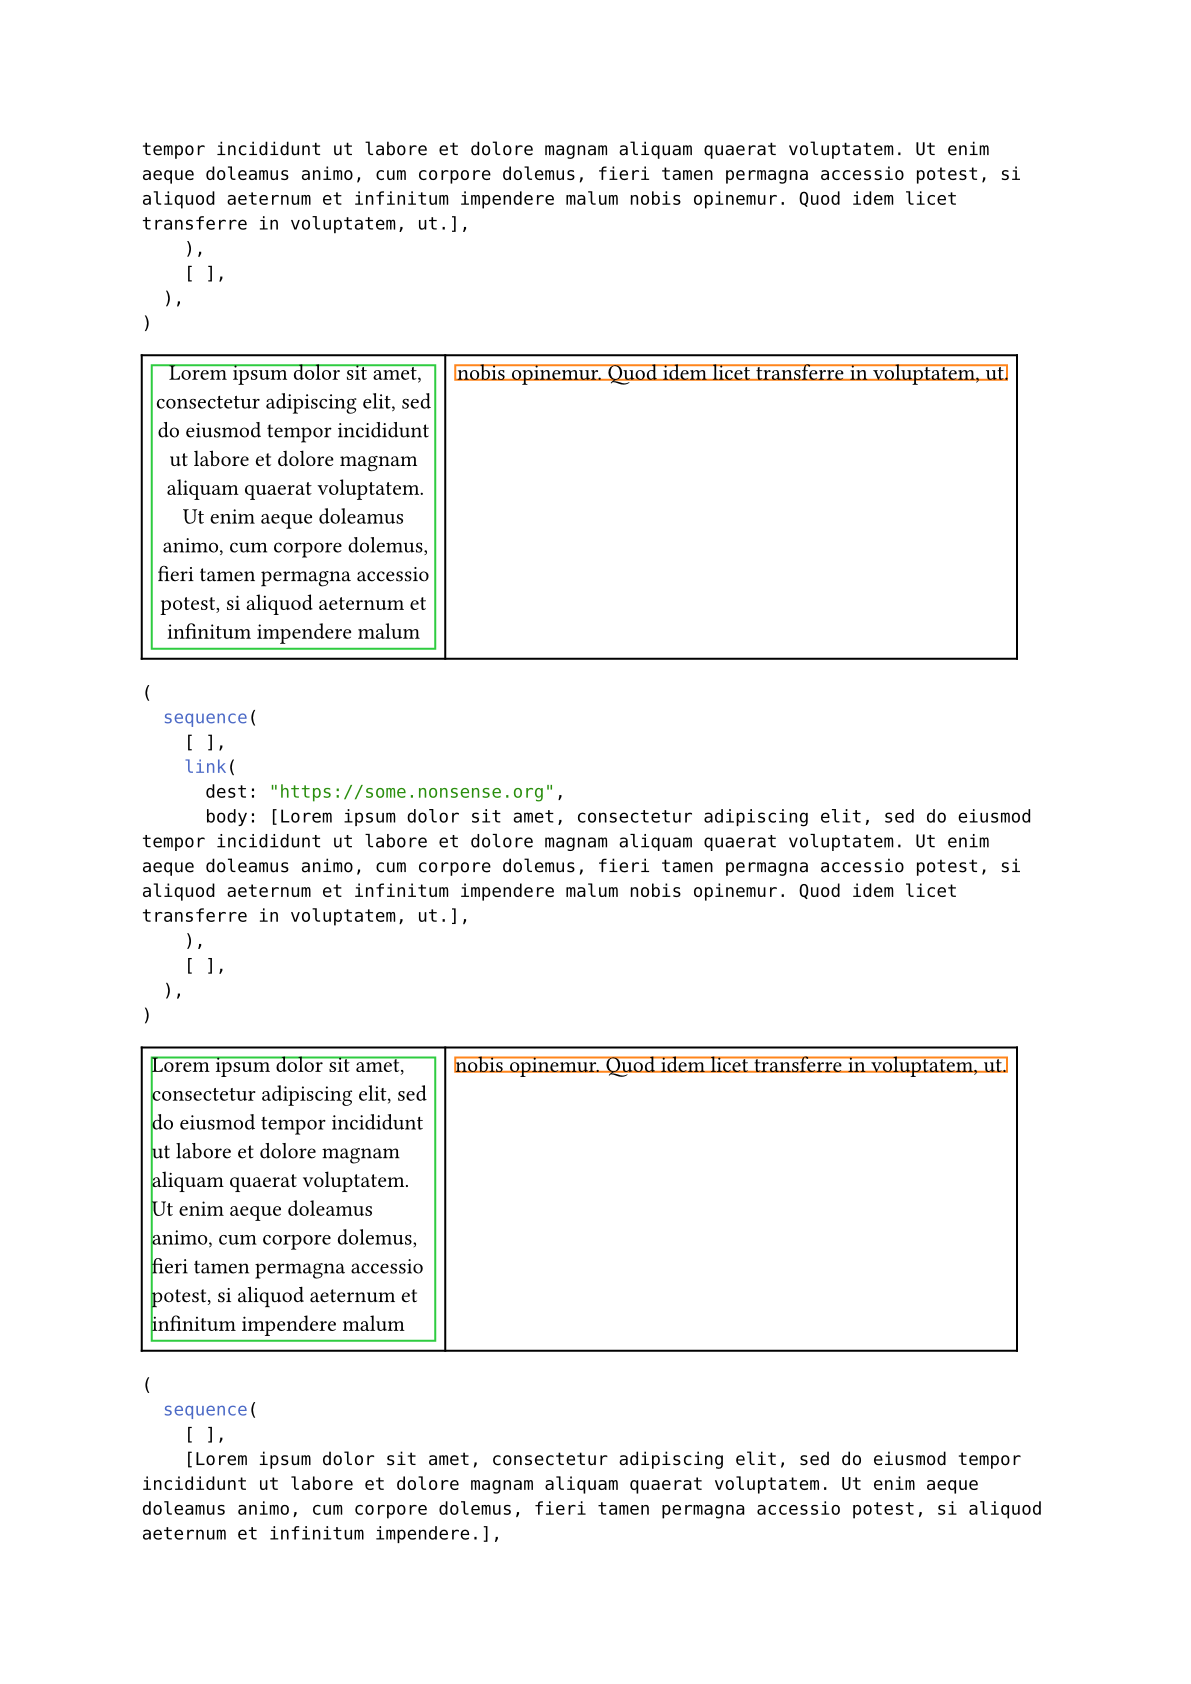 tempor incididunt ut labore et dolore magnam aliquam quaerat voluptatem. Ut enim
aeque doleamus animo, cum corpore dolemus, fieri tamen permagna accessio potest, si
aliquod aeternum et infinitum impendere malum nobis opinemur. Quod idem licet
transferre in voluptatem, ut.],
    ),
    [ ],
  ),
)
Lorem ipsum dolor sit amet,
consectetur adipiscing elit, sed
do eiusmod tempor incididunt
ut labore et dolore magnam
aliquam quaerat voluptatem.
Ut enim aeque doleamus
animo, cum corpore dolemus,
fieri tamen permagna accessio
potest, si aliquod aeternum et
infinitum impendere malum
nobis opinemur. Quod idem licet transferre in voluptatem, ut.
(
  sequence(
    [ ],
    link(
      dest: "https://some.nonsense.org",
      body: [Lorem ipsum dolor sit amet, consectetur adipiscing elit, sed do eiusmod
tempor incididunt ut labore et dolore magnam aliquam quaerat voluptatem. Ut enim
aeque doleamus animo, cum corpore dolemus, fieri tamen permagna accessio potest, si
aliquod aeternum et infinitum impendere malum nobis opinemur. Quod idem licet
transferre in voluptatem, ut.],
    ),
    [ ],
  ),
)
Lorem ipsum dolor sit amet,
consectetur adipiscing elit, sed
do eiusmod tempor incididunt
ut labore et dolore magnam
aliquam quaerat voluptatem.
Ut enim aeque doleamus
animo, cum corpore dolemus,
fieri tamen permagna accessio
potest, si aliquod aeternum et
infinitum impendere malum
nobis opinemur. Quod idem licet transferre in voluptatem, ut.
(
  sequence(
    [ ],
    [Lorem ipsum dolor sit amet, consectetur adipiscing elit, sed do eiusmod tempor
incididunt ut labore et dolore magnam aliquam quaerat voluptatem. Ut enim aeque
doleamus animo, cum corpore dolemus, fieri tamen permagna accessio potest, si aliquod
aeternum et infinitum impendere.],